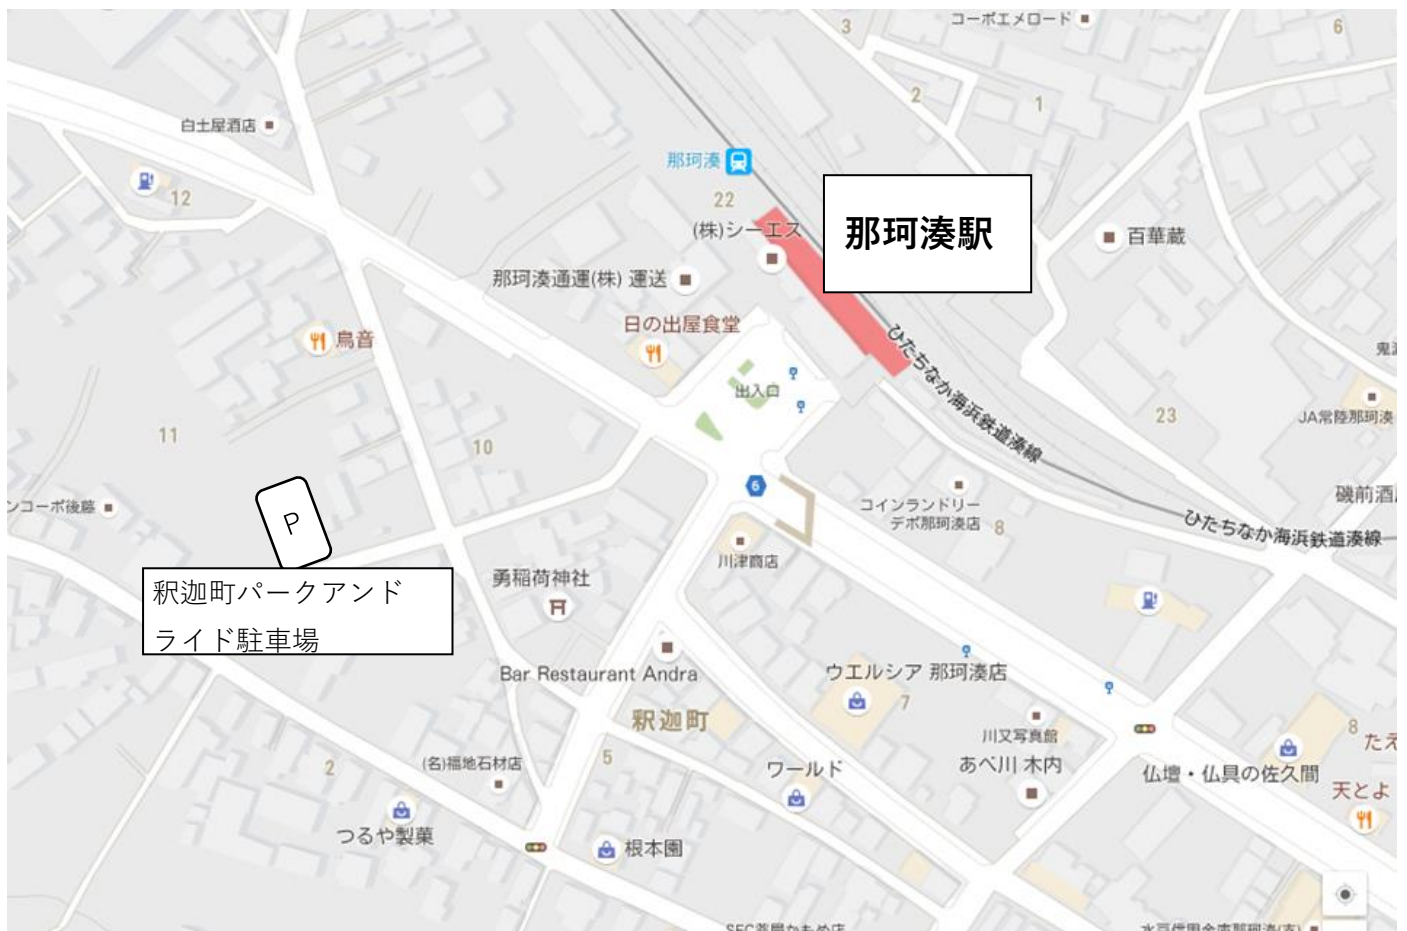 コーポエメロード
3
6
2
1
白土屋酒店
那珂湊
12
22
(株)シーエス
那珂湊駅
百華蔵
那珂湊通運(株) 運送
日の出屋食堂
鳥音
ひたちなか海浜鉄道湊線
出入口
23
JA常陸那珂湊
11
10
6
コインランドリー
デポ那珂湊店
8
磯前酒
ンコーポ後藤
P
ひたちなか海浜鉄道湊線
川津商店
釈迦町パークアンド
ライド駐車場
勇稲荷神社
Bar Restaurant Andra
ウエルシア 那珂湊店
7
釈迦町
川又写真館
8
たえ
(名)福地石材店
5
2
ワールド
あべ川 木内
仏壇・仏具の佐久間
天とよ
つるや製菓
根本園